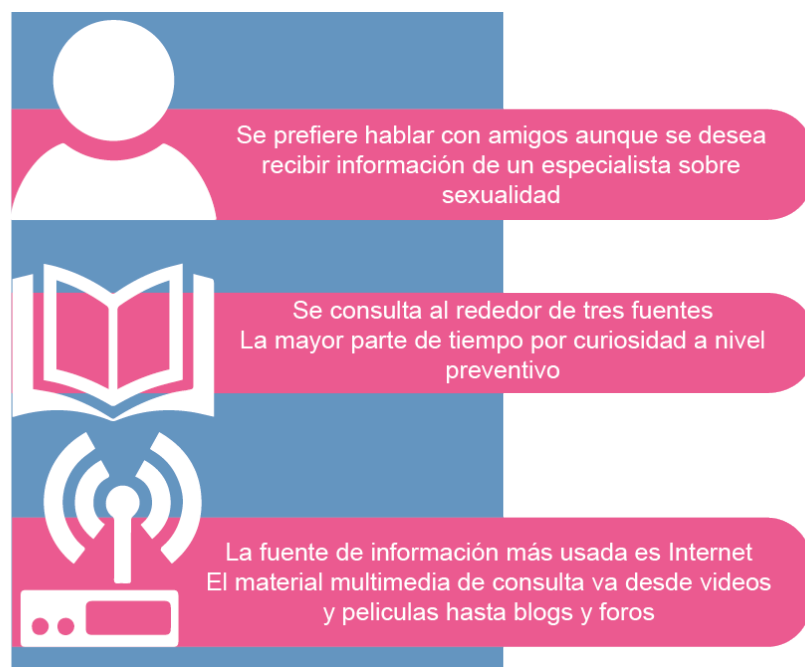 Se prefiere hablar con amigos aunque se desea
recibir información de un especialista sobre
sexualidad
Se consulta al rededor de tres fuentes
La mayor parte de tiempo por curiosidad a nivel
preventivo
La fuente de información más usada es Internet
El material multimedia de consulta va desde videos
y peliculas hasta blogs y foros